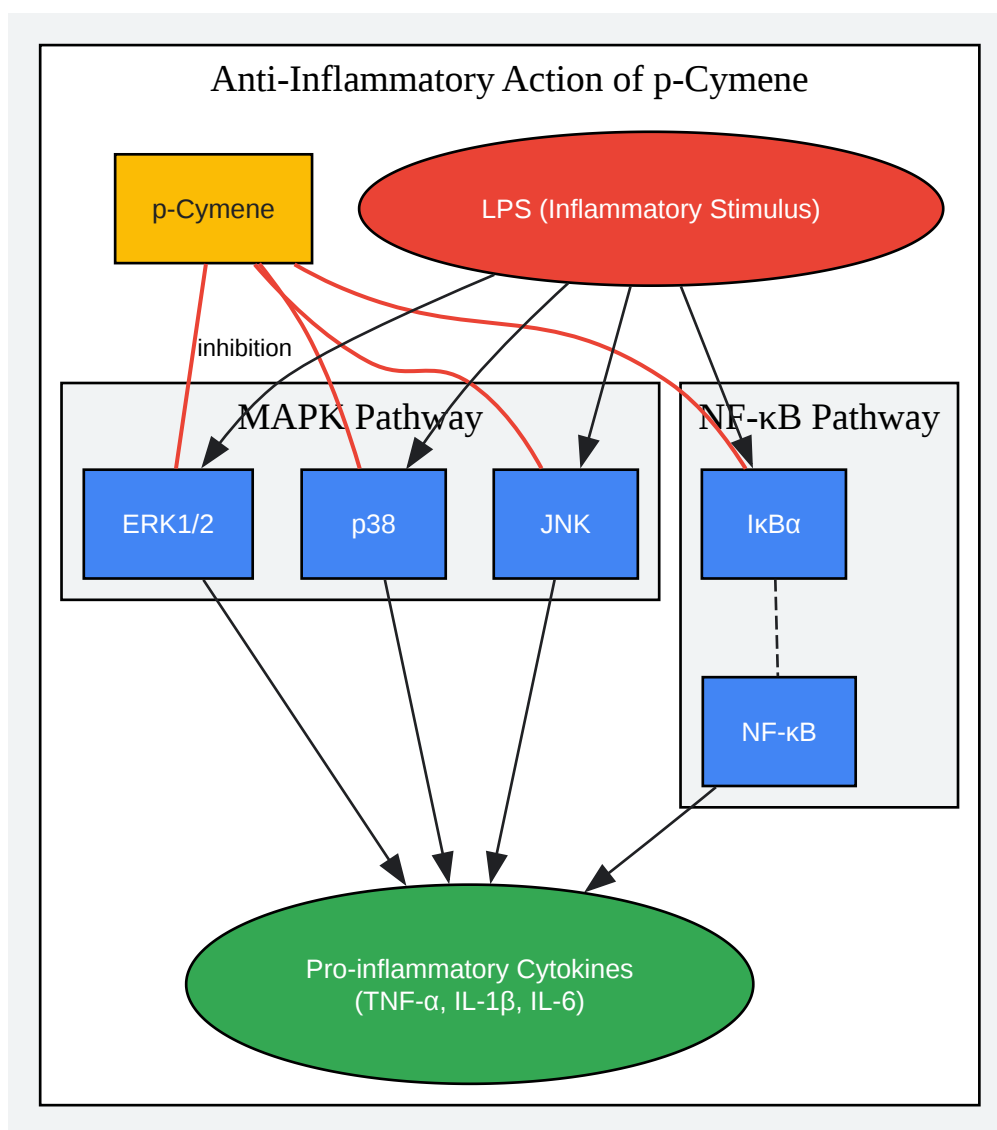 Anti-Inflammatory Action of p-Cymene
p-Cymene
LPS (Inflammatory Stimulus)
inhibition
MAPK Pathway
NF-κB Pathway
ERK1/2
p38
JNK
IκBα
NF-κB
Pro-inflammatory Cytokines
(TNF-α, IL-1β, IL-6)